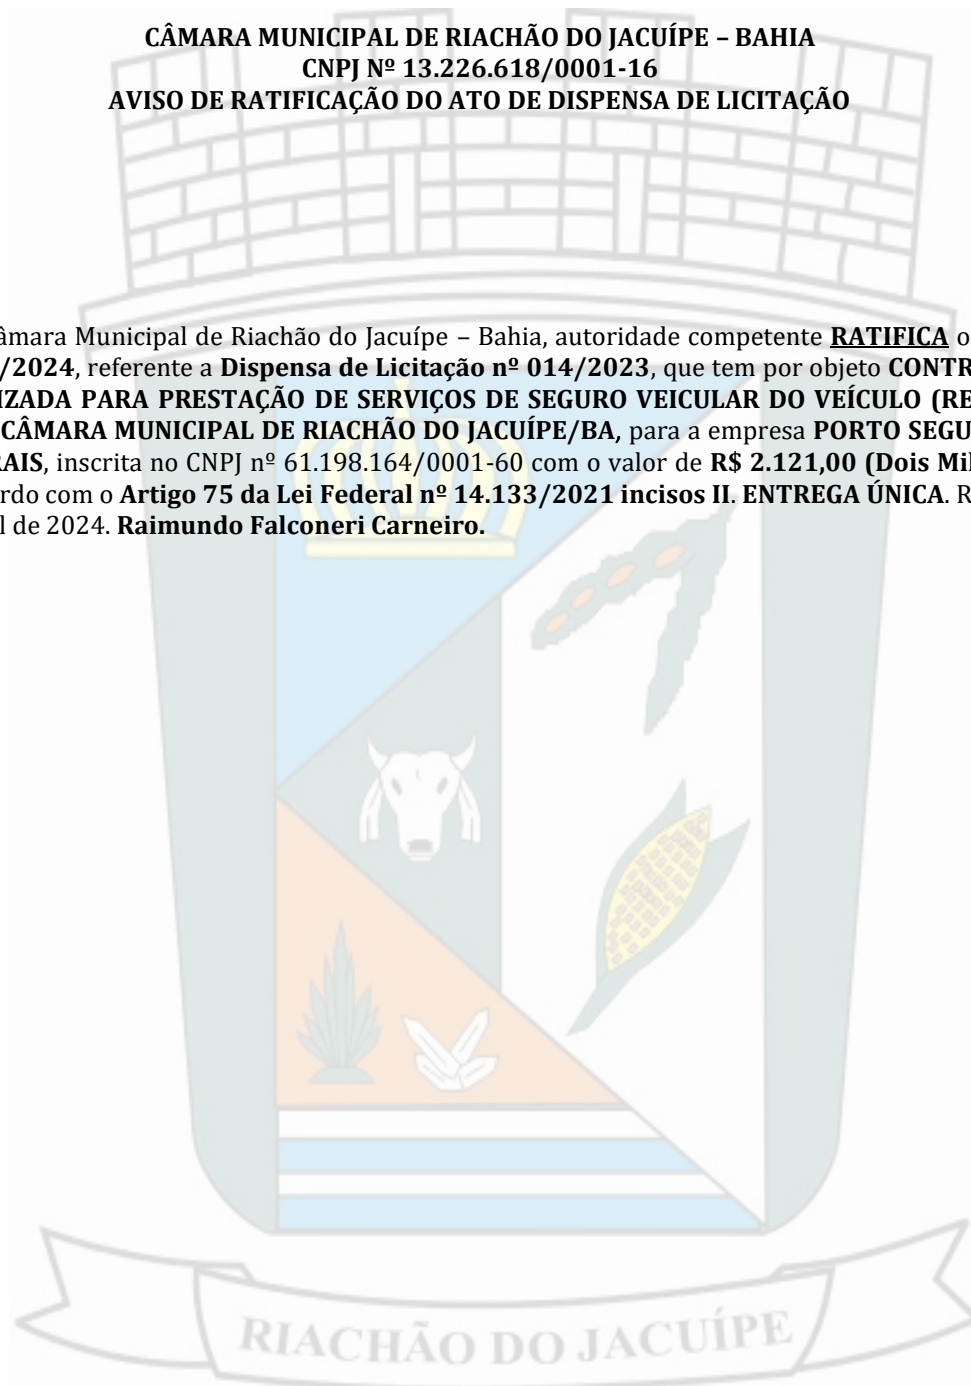 CÂMARA MUNICIPAL DE RIACHÃO DO JACUÍPE – BAHIA
CNPJ Nº 13.226.618/0001-16
AVISO DE RATIFICAÇÃO DO ATO DE DISPENSA DE LICITAÇÃO
âmara Municipal de Riachão do Jacuípe – Bahia, autoridade competente RATIFICA o
/2024, referente a Dispensa de Licitação nº 014/2023, que tem por objeto CONTR
IZADA PARA PRESTAÇÃO DE SERVIÇOS DE SEGURO VEICULAR DO VEÍCULO (RE
CÂMARA MUNICIPAL DE RIACHÃO DO JACUÍPE/BA, para a empresa PORTO SEGU
RAIS, inscrita no CNPJ nº 61.198.164/0001-60 com o valor de R$ 2.121,00 (Dois Mil
rdo com o Artigo 75 da Lei Federal nº 14.133/2021 incisos II. ENTREGA ÚNICA. R
l de 2024. Raimundo Falconeri Carneiro.
RIACHÃO DO JACUÍPE